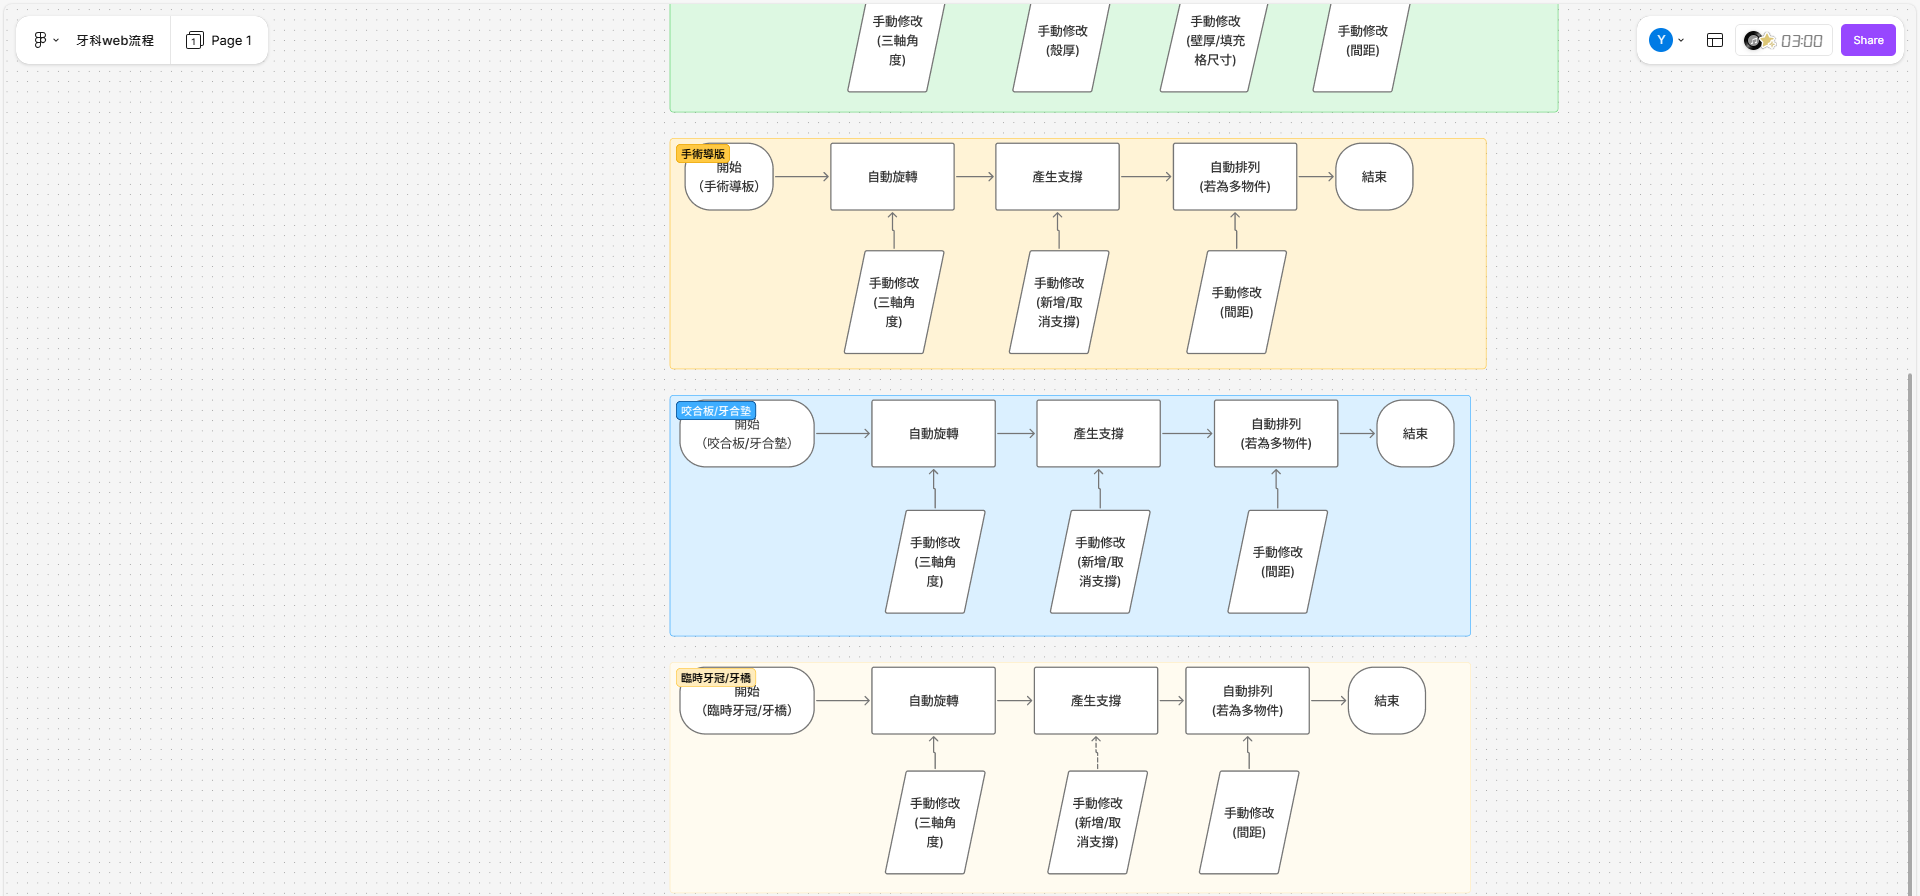 牙科web流程
1
Page 1
Y
03:00
Share
手動修改
(三軸角
度)
手動修改
(殼厚)
手動修改
(壁厚/填充
格尺寸)
手動修改
(間距)
手術導版
開始
（手術導板）
自動旋轉
產生支撐
自動排列
(若為多物件)
結束
手動修改
(三軸角
度)
手動修改
(新增/取
消支撐)
手動修改
(間距)
咬合板/牙合墊
開始
（咬合板/牙合墊）
自動旋轉
產生支撐
自動排列
(若為多物件)
結束
手動修改
(三軸角
度)
手動修改
(新增/取
消支撐)
手動修改
(間距)
臨時牙冠/牙橋
開始
（臨時牙冠/牙橋）
自動旋轉
產生支撐
自動排列
(若為多物件)
結束
手動修改
(三軸角
度)
手動修改
(新增/取
消支撐)
手動修改
(間距)